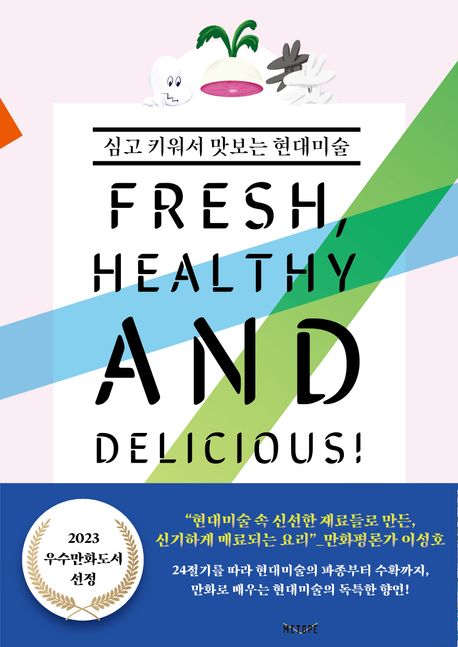 심고 키워서 맛보는 현대미술
FRESH,
HEALTHY
AND
DELICIOUS!
2023
우수만화도서
선정
“현대미술 속 신선한 재료들로 만든,
신기하게 매료되는 요리”_만화평론가 이성호
24절기를 따라 현대미술의 파종부터 수확까지,
만화로 배우는 현대미술의 독특한 향연!
METOPE